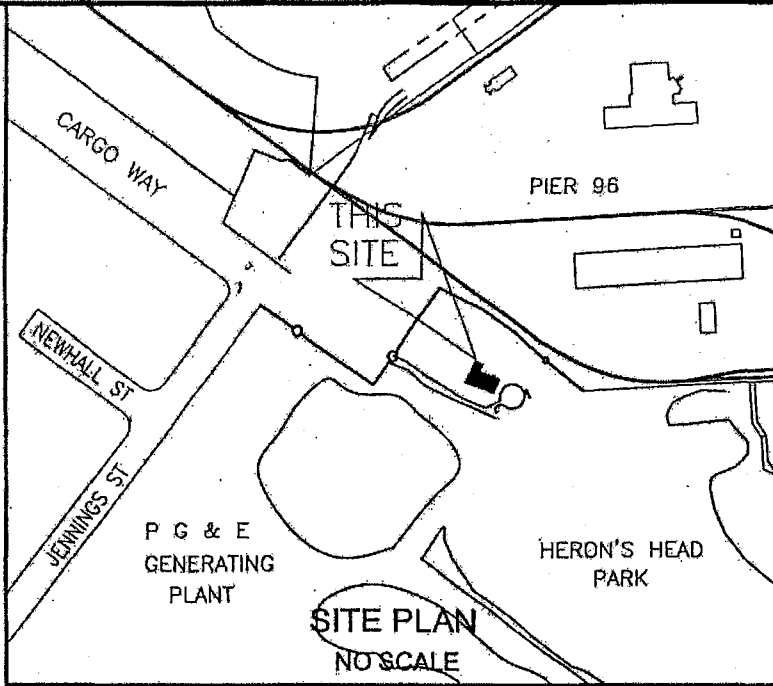 CARGO WAY
PIER 96
THIS
SITE
NEWHALL ST
JENNINGS ST
P G & E
GENERATING
PLANT
HERON'S HEAD
PARK
SITE PLAN
NO SCALE